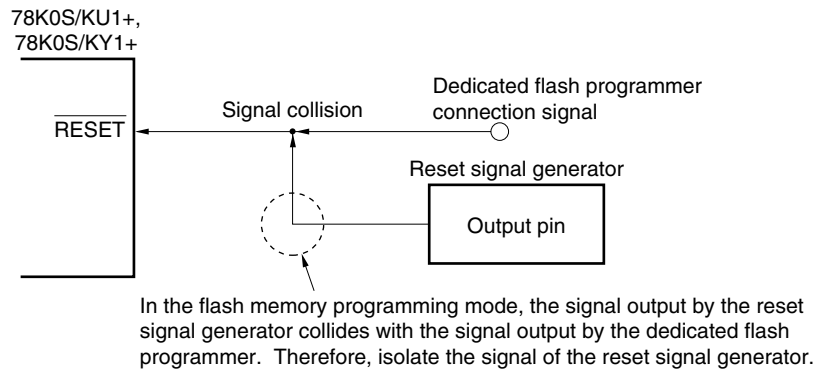 78K0S/KU1+,
78K0S/KY1+
Dedicated flash programmer
connection signal
Signal collision
RESET
Reset signal generator
Output pin
In the flash memory programming mode, the signal output by the reset
signal generator collides with the signal output by the dedicated flash
programmer.  Therefore, isolate the signal of the reset signal generator.